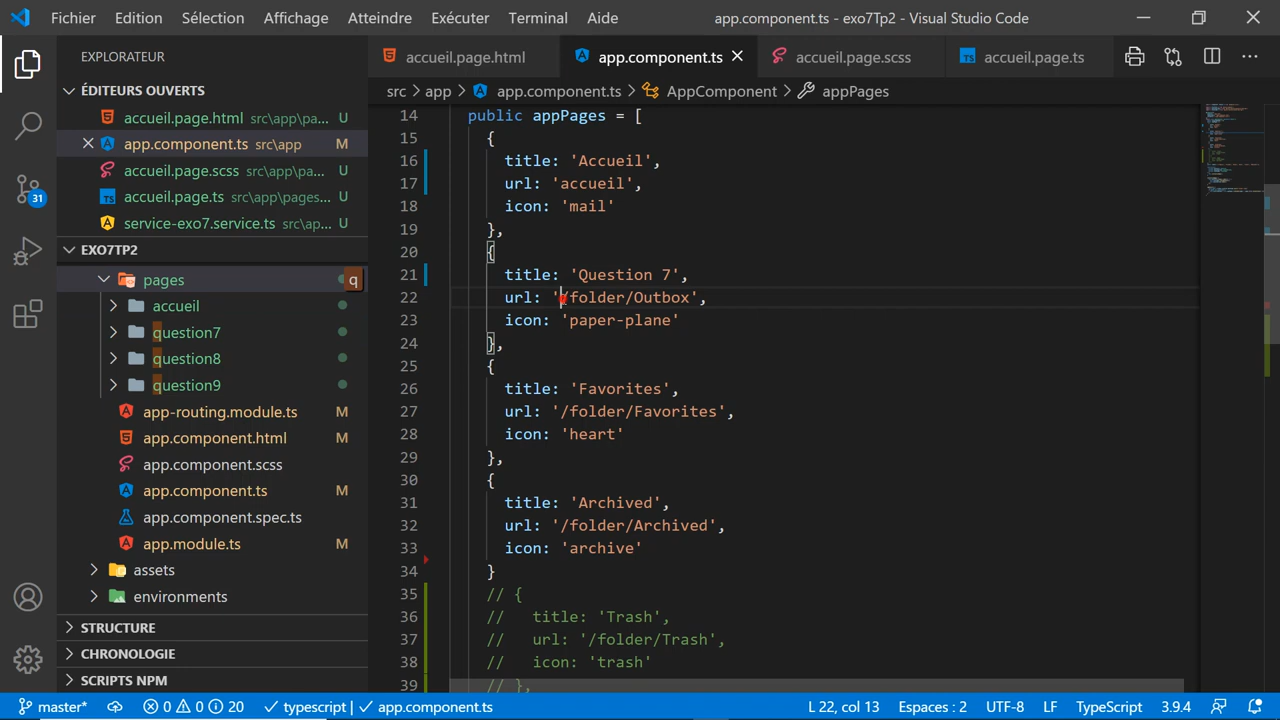 Fichier Edition Sélection Affichage Atteindre Exécuter Terminal Aide app.component.ts - exo7Tp2 - Visual Studio Code
EXPLORATEUR
accueil.page.html app.component.ts accueil.page.scss accueil.page.ts
ÉDITEURS OUVERTS
src app app.component.ts AppComponent appPages
accueil.page.html src\app\pa... U
app.component.ts src\app M
accueil.page.scss src\app\pa... U
accueil.page.ts src\app\pages... U
service-exo7.service.ts src\ap... U
EXO7TP2
pages q
accueil
question7
question8
question9
app-routing.module.ts M
app.component.html M
app.component.scss
app.component.ts M
app.component.spec.ts
app.module.ts M
assets
environments
STRUCTURE
CHRONOLOGIE
SCRIPTS NPM
31
14 public appPages = [
15 {
16 title: 'Accueil',
17 url: 'accueil',
18 icon: 'mail'
19 },
20 {
21 title: 'Question 7',
22 url: '/folder/Outbox',
23 icon: 'paper-plane'
24 },
25 {
26 title: 'Favorites',
27 url: '/folder/Favorites',
28 icon: 'heart'
29 },
30 {
31 title: 'Archived',
32 url: '/folder/Archived',
33 icon: 'archive'
34 }
35 // {
36 // title: 'Trash',
37 // url: '/folder/Trash',
38 // icon: 'trash'
39 // },
master* 0 0 20 typescript | app.component.ts L 22, col 13 Espaces : 2 UTF-8 LF TypeScript 3.9.4